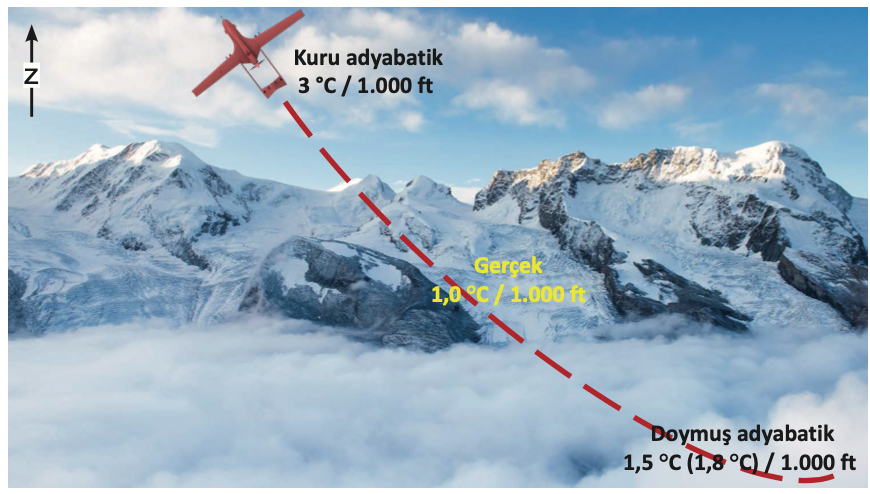 Kuru adyabatik
3 °C / 1.000 ft
Z
Gerçek
1,0 °C / 1.000 ft
Doymuş adyabatik
1,5 °C (1,8 °C) / 1.000 ft